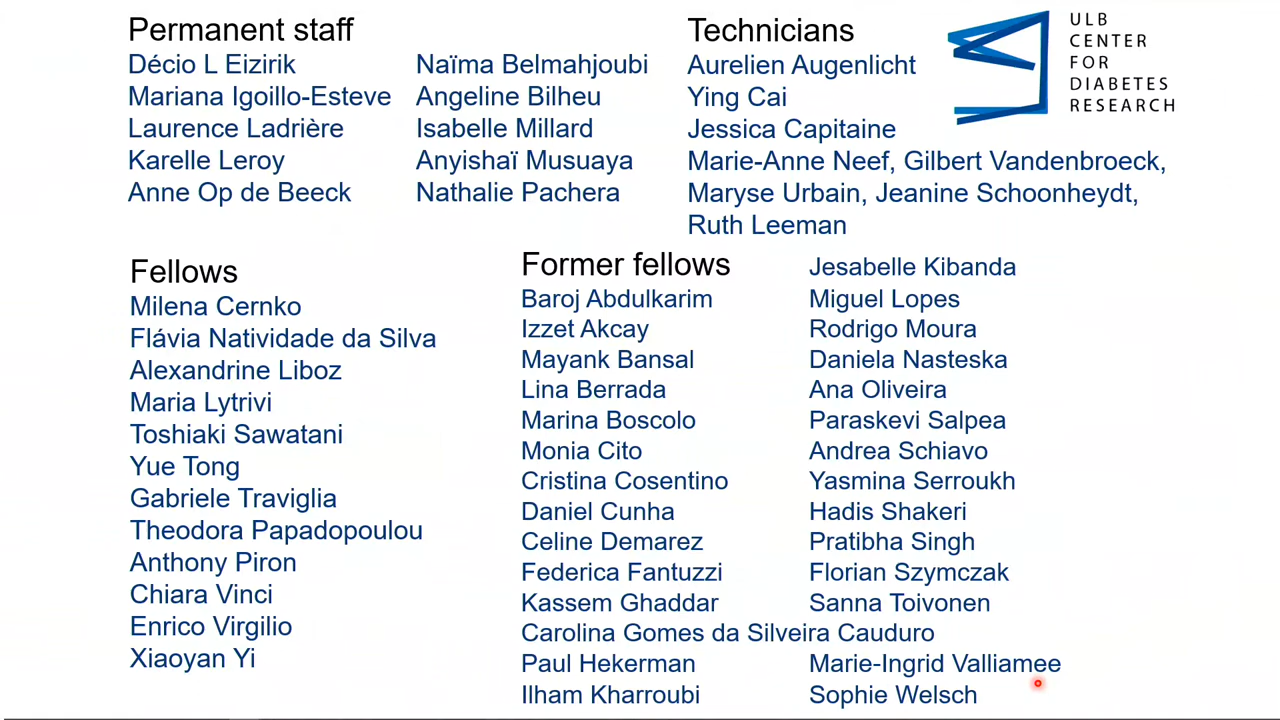 Permanent staff
Décio L Eizirik
Mariana Igoillo-Esteve
Laurence Ladrière
Karelle Leroy
Anne Op de Beeck
Naïma Belmahjoubi
Angeline Bilheu
Isabelle Millard
Anyishaï Musuaya
Nathalie Pachera
Technicians
Aurelien Augenlicht
Ying Cai
Jessica Capitaine
Marie-Anne Neef, Gilbert Vandenbroeck,
Maryse Urbain, Jeanine Schoonheydt,
Ruth Leeman
ULB
CENTER
FOR
DIABETES
RESEARCH
Fellows
Milena Cernko
Flávia Natividade da Silva
Alexandrine Liboz
Maria Lytrivi
Toshiaki Sawatani
Yue Tong
Gabriele Traviglia
Theodora Papadopoulou
Anthony Piron
Chiara Vinci
Enrico Virgilio
Xiaoyan Yi
Former fellows
Baroj Abdulkarim
Izzet Akcay
Mayank Bansal
Lina Berrada
Marina Boscolo
Monia Cito
Cristina Cosentino
Daniel Cunha
Celine Demarez
Federica Fantuzzi
Kassem Ghaddar
Carolina Gomes da Silveira Cauduro
Paul Hekerman
Ilham Kharroubi
Jesabelle Kibanda
Miguel Lopes
Rodrigo Moura
Daniela Nasteska
Ana Oliveira
Paraskevi Salpea
Andrea Schiavo
Yasmina Serroukh
Hadis Shakeri
Pratibha Singh
Florian Szymczak
Sanna Toivonen
Marie-Ingrid Valliamee
Sophie Welsch